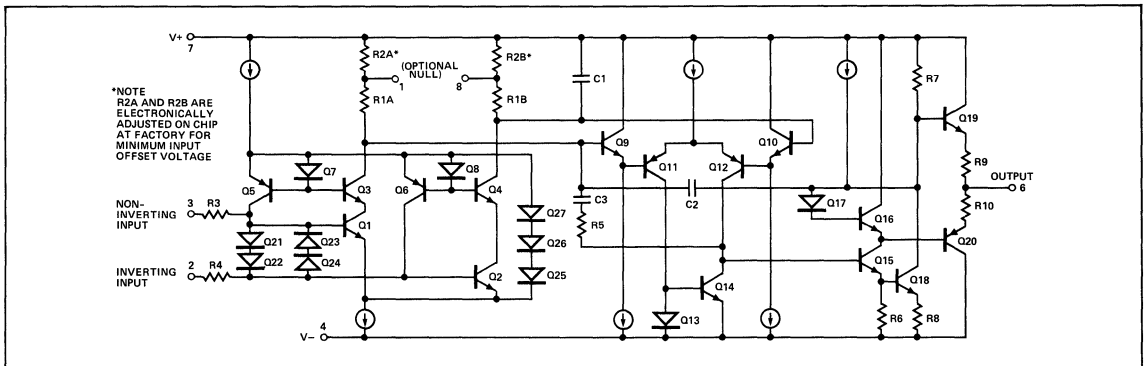 V+
7
R2A*
R2B*
(OPTIONAL
NULL)
1
8
C1
R7
*NOTE
R2A AND R2B ARE
ELECTRONICALLY
ADJUSTED ON CHIP
AT FACTORY FOR
MINIMUM INPUT
OFFSET VOLTAGE
R1A
R1B
Q19
Q9
Q10
Q11
Q12
Q7
Q8
R9
Q5
Q3
Q6
Q4
OUTPUT
6
NON-
INVERTING
INPUT
3
R3
C3
C2
Q17
R10
Q27
Q16
Q1
R5
Q21
Q23
Q26
Q20
Q22
Q24
Q15
INVERTING
INPUT
2
R4
Q2
Q25
Q14
Q18
Q13
R6
R8
V-
4